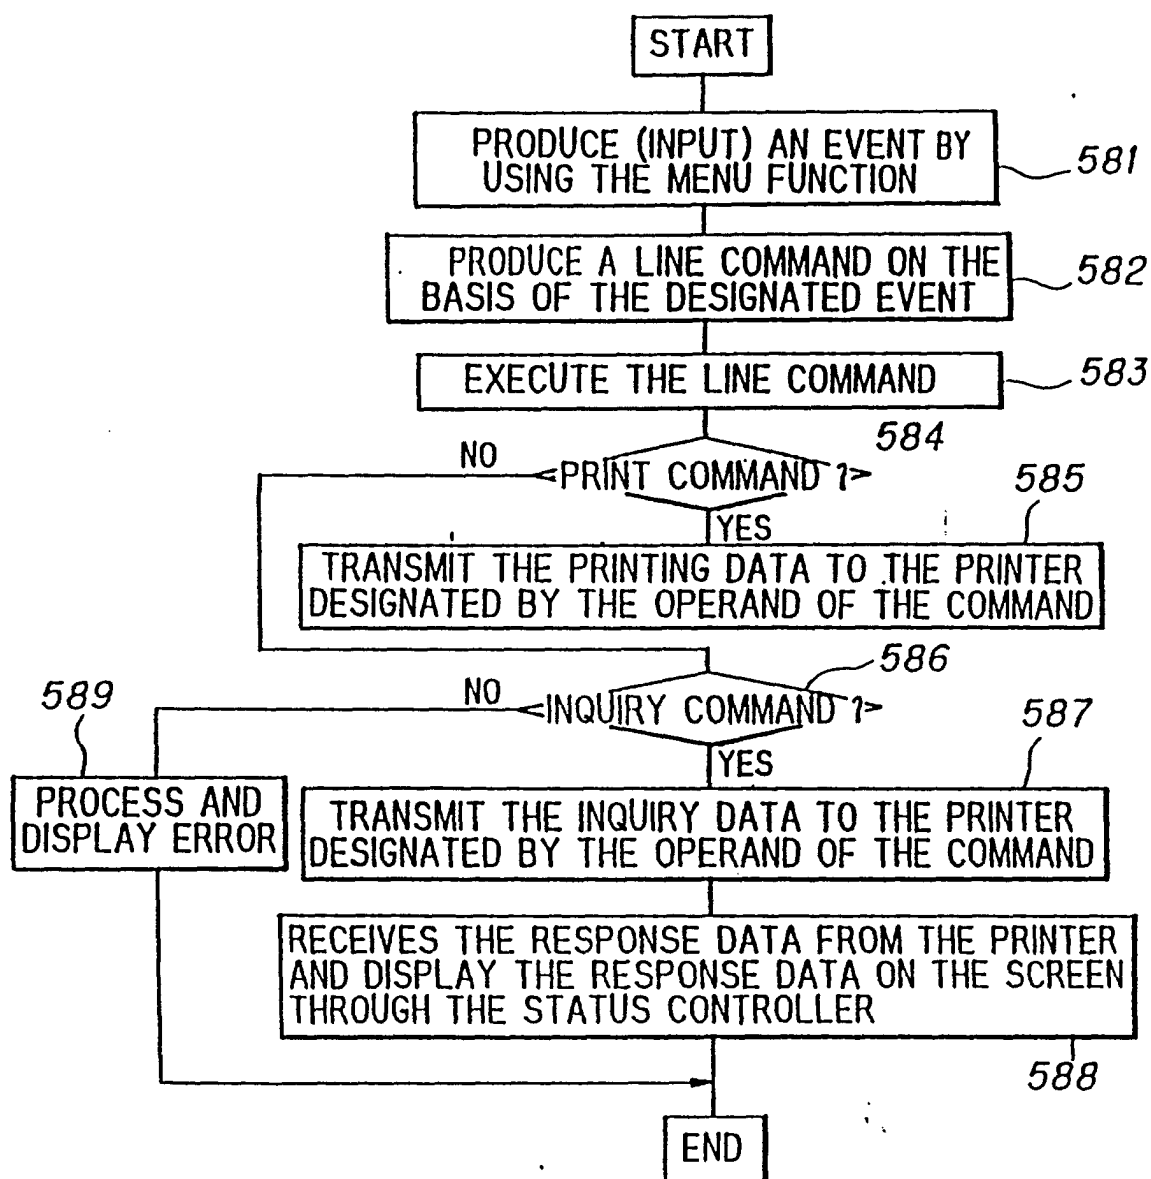 START
PRODUCE (INPUT) AN EVENT BY
USING THE MENU FUNCTION
581
PRODUCE A LINE COMMAND ON THE
BASIS OF THE DESIGNATED EVENT
582
EXECUTE THE LINE COMMAND
583
584
NO
PRINT COMMAND ?
585
YES
TRANSMIT THE PRINTING DATA TO THE PRINTER
DESIGNATED BY THE OPERAND OF THE COMMAND
586
589
NO
INQUIRY COMMAND ?
587
YES
PROCESS AND
DISPLAY ERROR
TRANSMIT THE INQUIRY DATA TO THE PRINTER
DESIGNATED BY THE OPERAND OF THE COMMAND
RECEIVES THE RESPONSE DATA FROM THE PRINTER
AND DISPLAY THE RESPONSE DATA ON THE SCREEN
THROUGH THE STATUS CONTROLLER
588
END